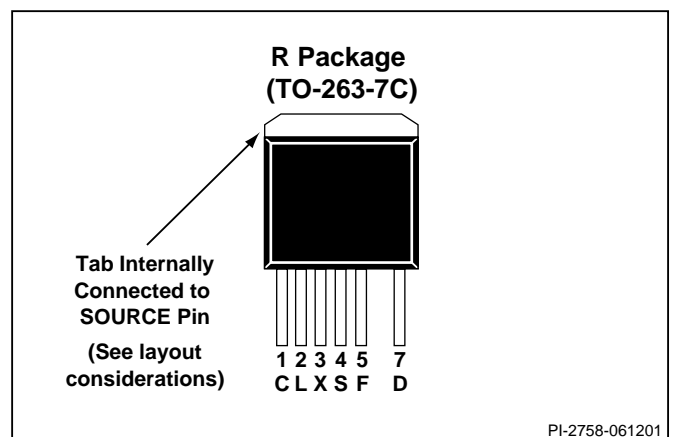 R Package
(TO-263-7C)
Tab Internally
Connected to
SOURCE Pin
(See layout
considerations)
1 2 3 4 5 7
C L X S F D
PI-2758-061201